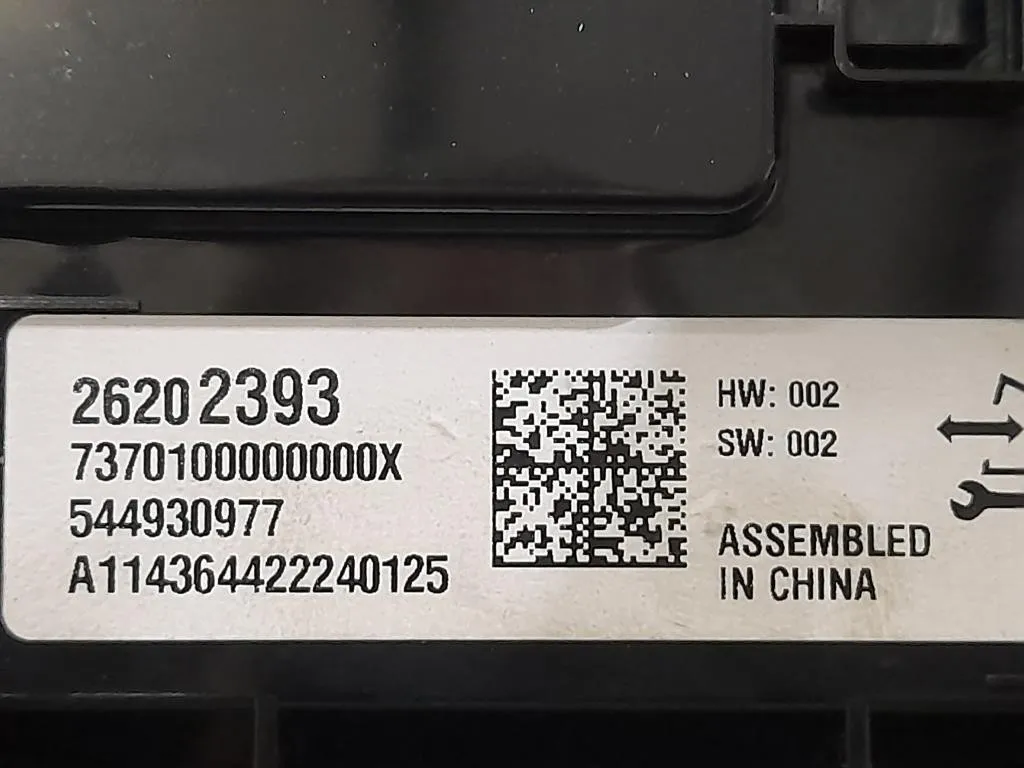 26202393
7370100000000X
544930977
A114364422240125
HW: 002
SW: 002
ASSEMBLED
IN CHINA